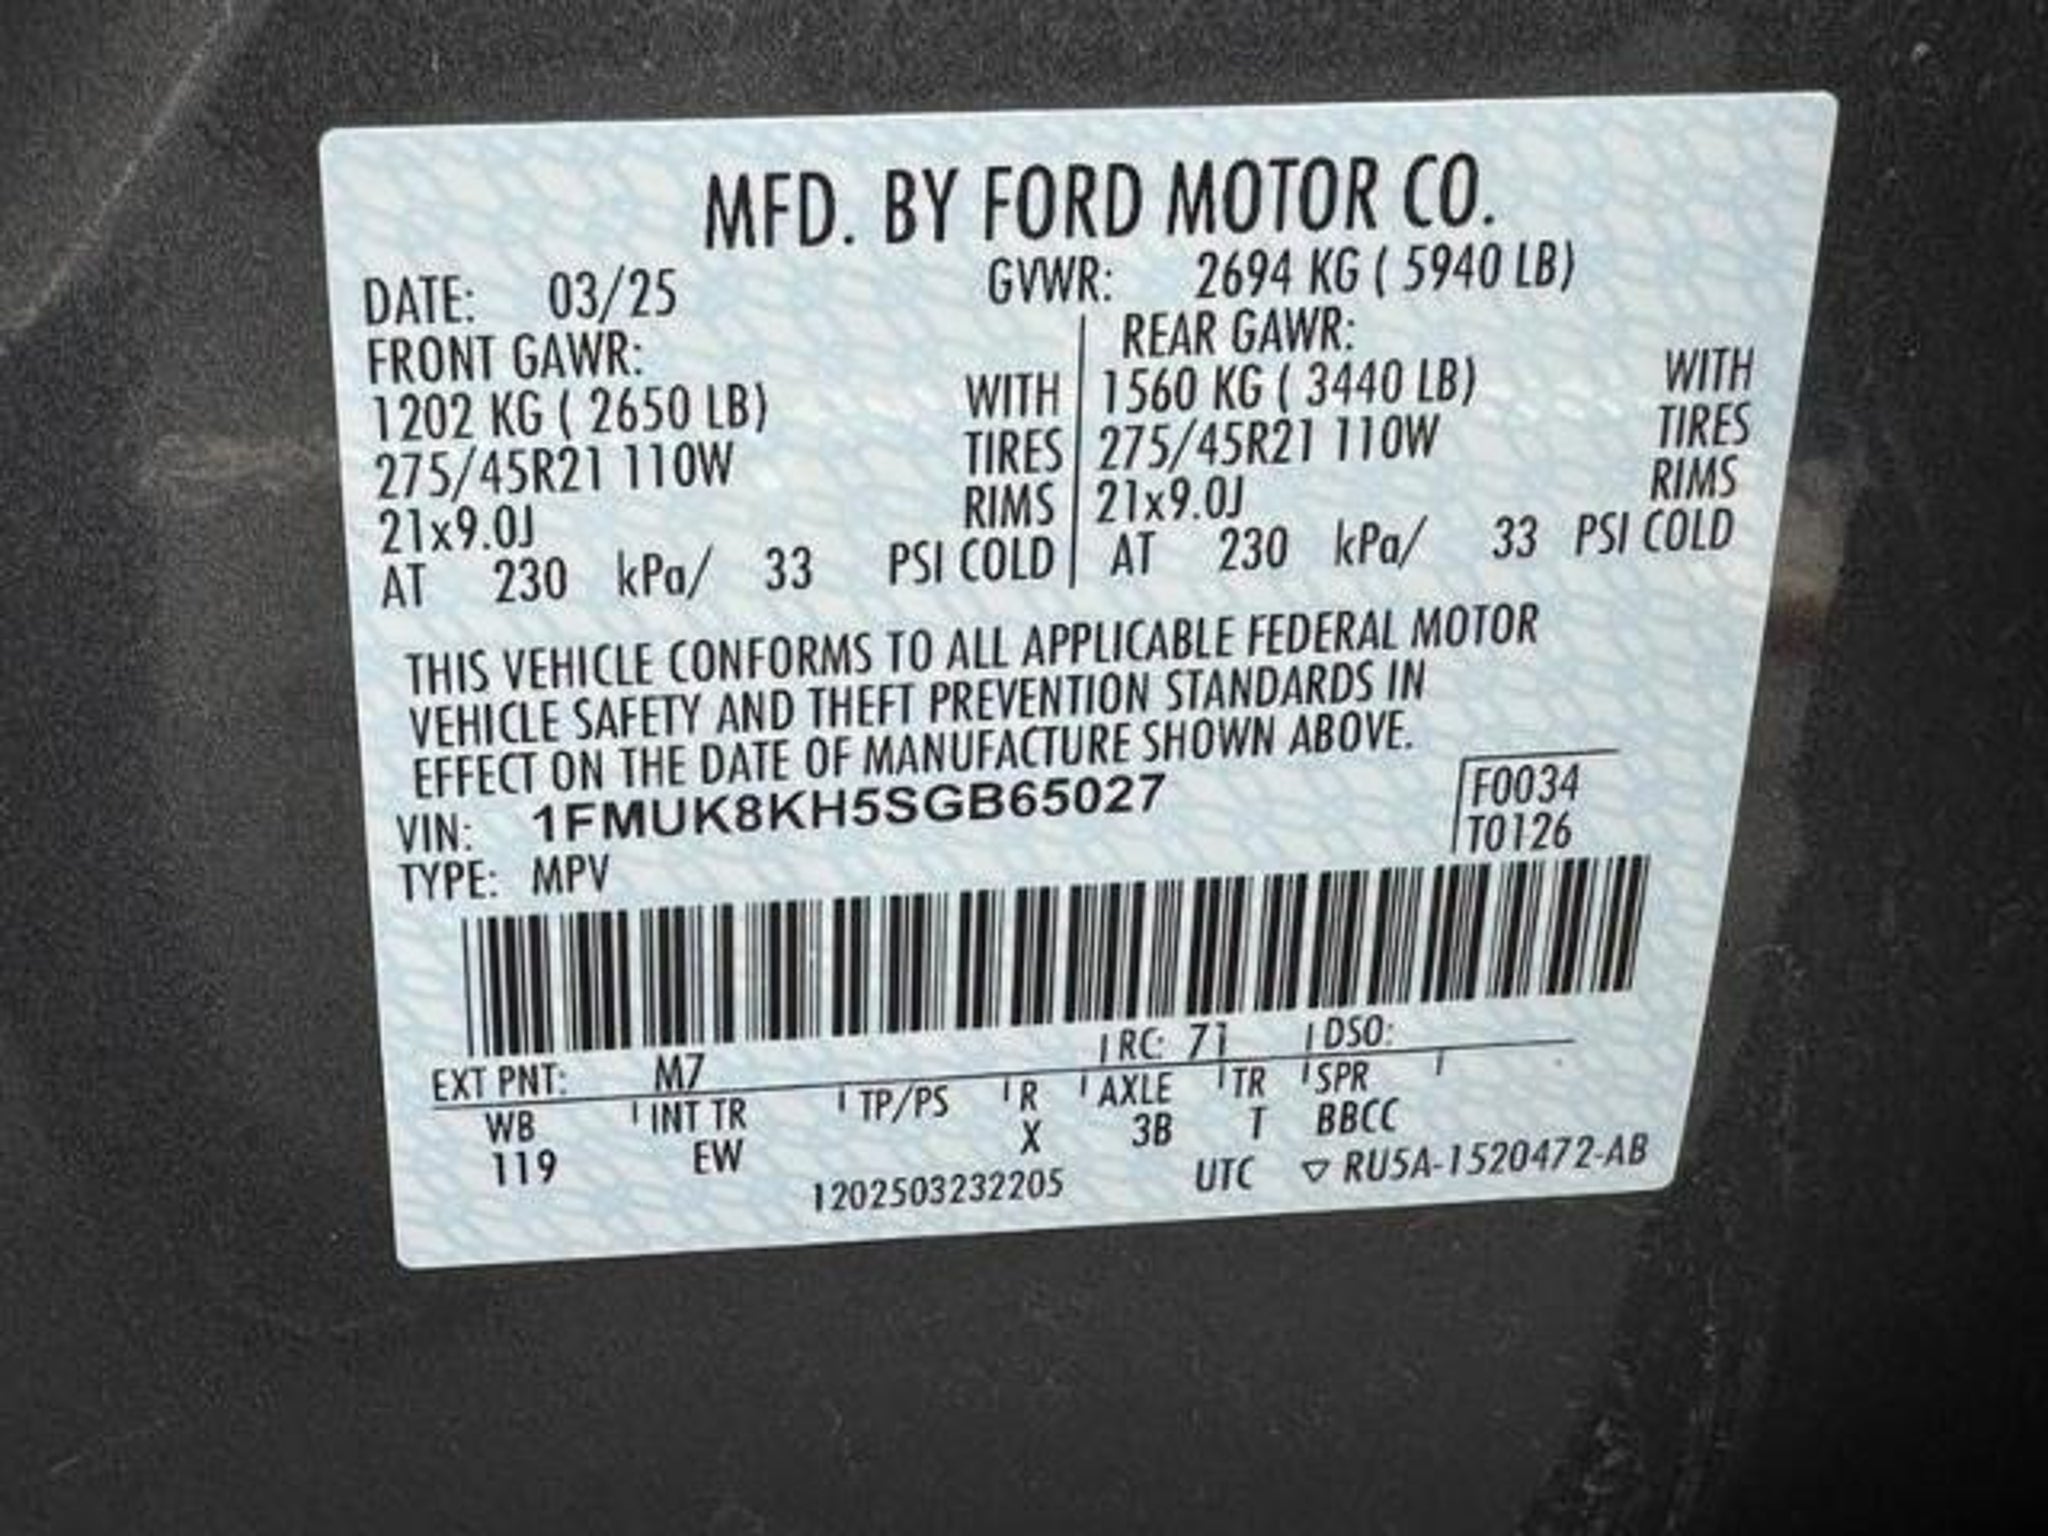 MFD. BY FORD MOTOR CO.
DATE: 03/25 GVWR: 2694 KG ( 5940 LB)
FRONT GAWR: REAR GAWR:
1202 KG ( 2650 LB) WITH 1560 KG ( 3440 LB) WITH
275/45R21 110W TIRES 275/45R21 110W TIRES
21x9.0J RIMS 21x9.0J RIMS
AT 230 kPa/ 33 PSI COLD AT 230 kPa/ 33 PSI COLD
THIS VEHICLE CONFORMS TO ALL APPLICABLE FEDERAL MOTOR
VEHICLE SAFETY AND THEFT PREVENTION STANDARDS IN
EFFECT ON THE DATE OF MANUFACTURE SHOWN ABOVE.
VIN: 1FMUK8KH5SGB65027 F0034
TYPE: MPV T0126
EXT PNT: M7 RC: 71 DSO:
WB INT TR TP/PS R AXLE TR SPR
119 EW X 3B T BBCC
1202503232205 UTC ▽ RU5A-1520472-AB